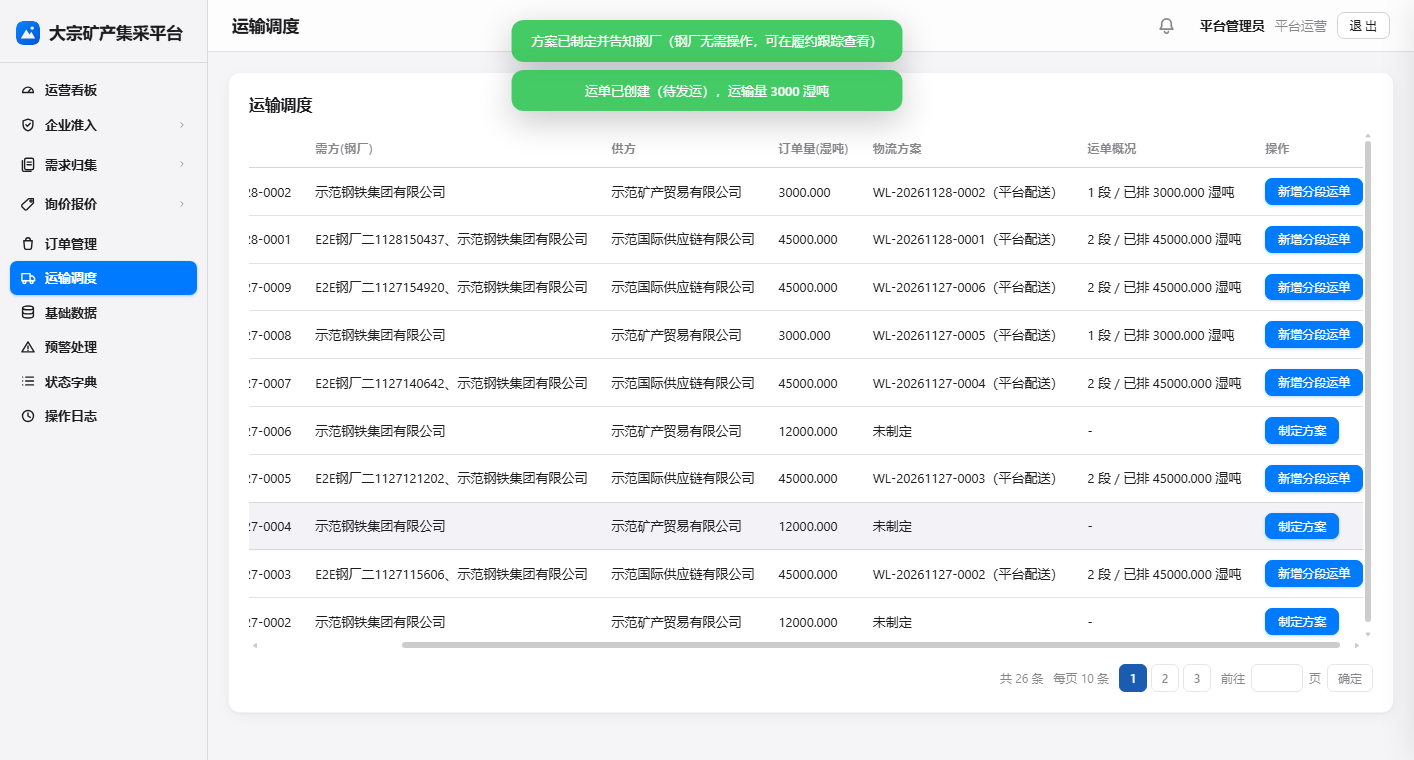 大宗矿产集采平台
运输调度
平台管理员 平台运营 退出
方案已制定并告知钢厂（钢厂无需操作，可在履约跟踪查看）
运单已创建（待发运），运输量 3000 湿吨
运营看板
企业准入
需求归集
询价报价
订单管理
运输调度
基础数据
预警处理
状态字典
操作日志
运输调度
需方(钢厂) 供方 订单量(湿吨) 物流方案 运单概况 操作
28-0002 示范钢铁集团有限公司 示范矿产贸易有限公司 3000.000 WL-20261128-0002（平台配送） 1 段 / 已排 3000.000 湿吨 新增分段运单
28-0001 E2E钢厂二1128150437、示范钢铁集团有限公司 示范国际供应链有限公司 45000.000 WL-20261128-0001（平台配送） 2 段 / 已排 45000.000 湿吨 新增分段运单
27-0009 E2E钢厂二1127154920、示范钢铁集团有限公司 示范国际供应链有限公司 45000.000 WL-20261127-0006（平台配送） 2 段 / 已排 45000.000 湿吨 新增分段运单
27-0008 示范钢铁集团有限公司 示范矿产贸易有限公司 3000.000 WL-20261127-0005（平台配送） 1 段 / 已排 3000.000 湿吨 新增分段运单
27-0007 E2E钢厂二1127140642、示范钢铁集团有限公司 示范国际供应链有限公司 45000.000 WL-20261127-0004（平台配送） 2 段 / 已排 45000.000 湿吨 新增分段运单
27-0006 示范钢铁集团有限公司 示范矿产贸易有限公司 12000.000 未制定 - 制定方案
27-0005 E2E钢厂二1127121202、示范钢铁集团有限公司 示范国际供应链有限公司 45000.000 WL-20261127-0003（平台配送） 2 段 / 已排 45000.000 湿吨 新增分段运单
27-0004 示范钢铁集团有限公司 示范矿产贸易有限公司 12000.000 未制定 - 制定方案
27-0003 E2E钢厂二1127115606、示范钢铁集团有限公司 示范国际供应链有限公司 45000.000 WL-20261127-0002（平台配送） 2 段 / 已排 45000.000 湿吨 新增分段运单
27-0002 示范钢铁集团有限公司 示范矿产贸易有限公司 12000.000 未制定 - 制定方案
共 26 条 每页 10 条 1 2 3 前往 页 确定